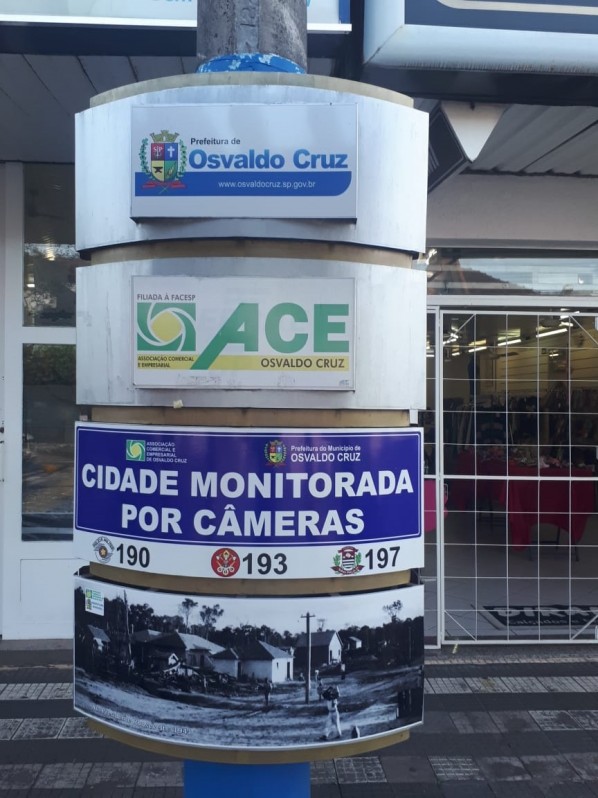 Prefeitura de
Osvaldo Cruz
www.osvaldocruz.sp.gov.br
FILIADA À FACESP
ACE
ASSOCIAÇÃO COMERCIAL
E EMPRESARIAL
OSVALDO CRUZ
ASSOCIAÇÃO
COMERCIAL E
EMPRESARIAL
DE OSVALDO CRUZ
Prefeitura do Município de
OSVALDO CRUZ
CIDADE MONITORADA
POR CÂMERAS
190
193
197